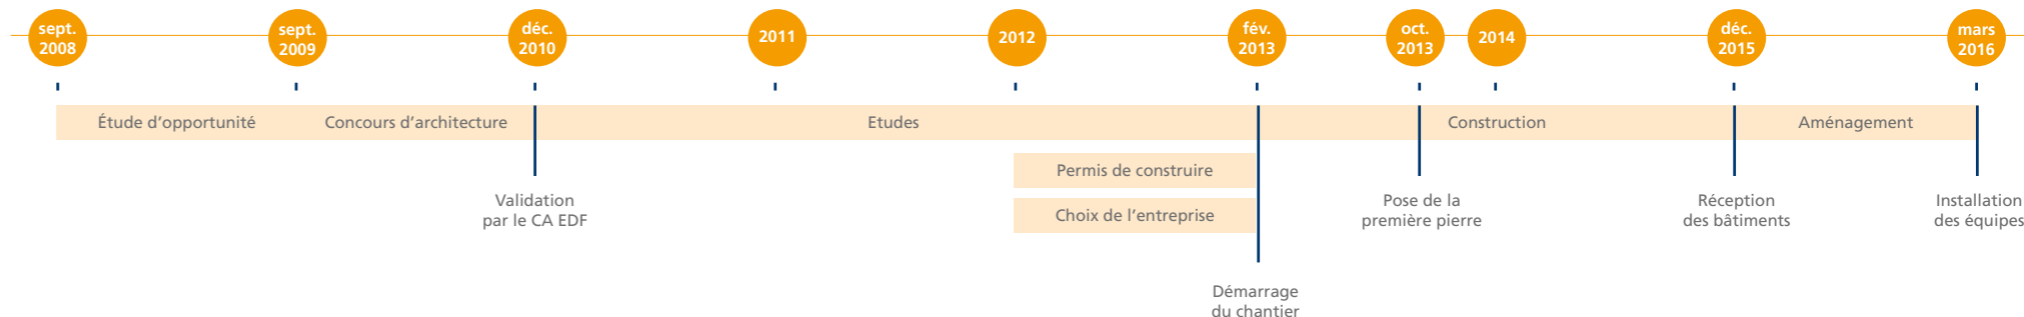 sept.
2008
sept.
2009
déc.
2010
2011
2012
fév.
2013
oct.
2013
2014
déc.
2015
mars
2016
Étude d’opportunité
Concours d’architecture
Etudes
Construction
Aménagement
Permis de construire
Choix de l’entreprise
Validation
par le CA EDF
Pose de la
première pierre
Réception
des bâtiments
Installation
des équipes
Démarrage
du chantier